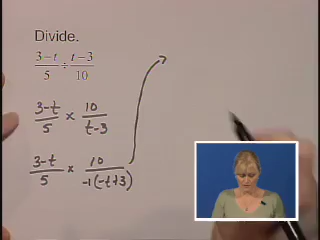 Divide.
(3-t)/5 ÷ (t-3)/10
(3-t)/5 × 10/(t-3)
(3-t)/5 × 10/(-1(-t+3))